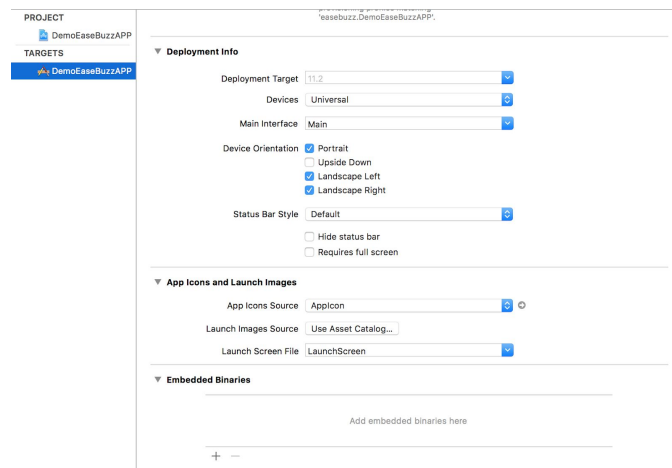 PROJECT
DemoEaseBuzzAPP
TARGETS
DemoEaseBuzzAPP
provisioning profiles matching
'easebuzz.DemoEaseBuzzAPP'.
Deployment Info
Deployment Target 11.2
Devices Universal
Main Interface Main
Device Orientation Portrait
Upside Down
Landscape Left
Landscape Right
Status Bar Style Default
Hide status bar
Requires full screen
App Icons and Launch Images
App Icons Source AppIcon
Launch Images Source Use Asset Catalog...
Launch Screen File LaunchScreen
Embedded Binaries
Add embedded binaries here